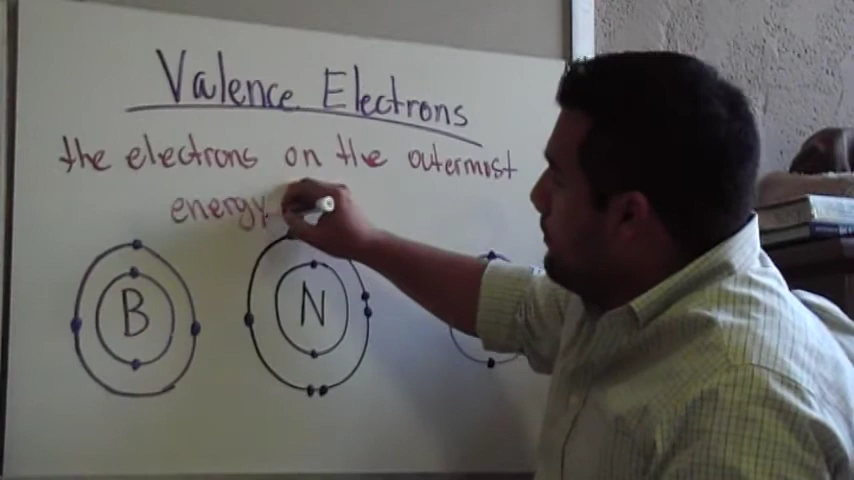 Valence Electrons
the electrons on the outermost
energy
B
N